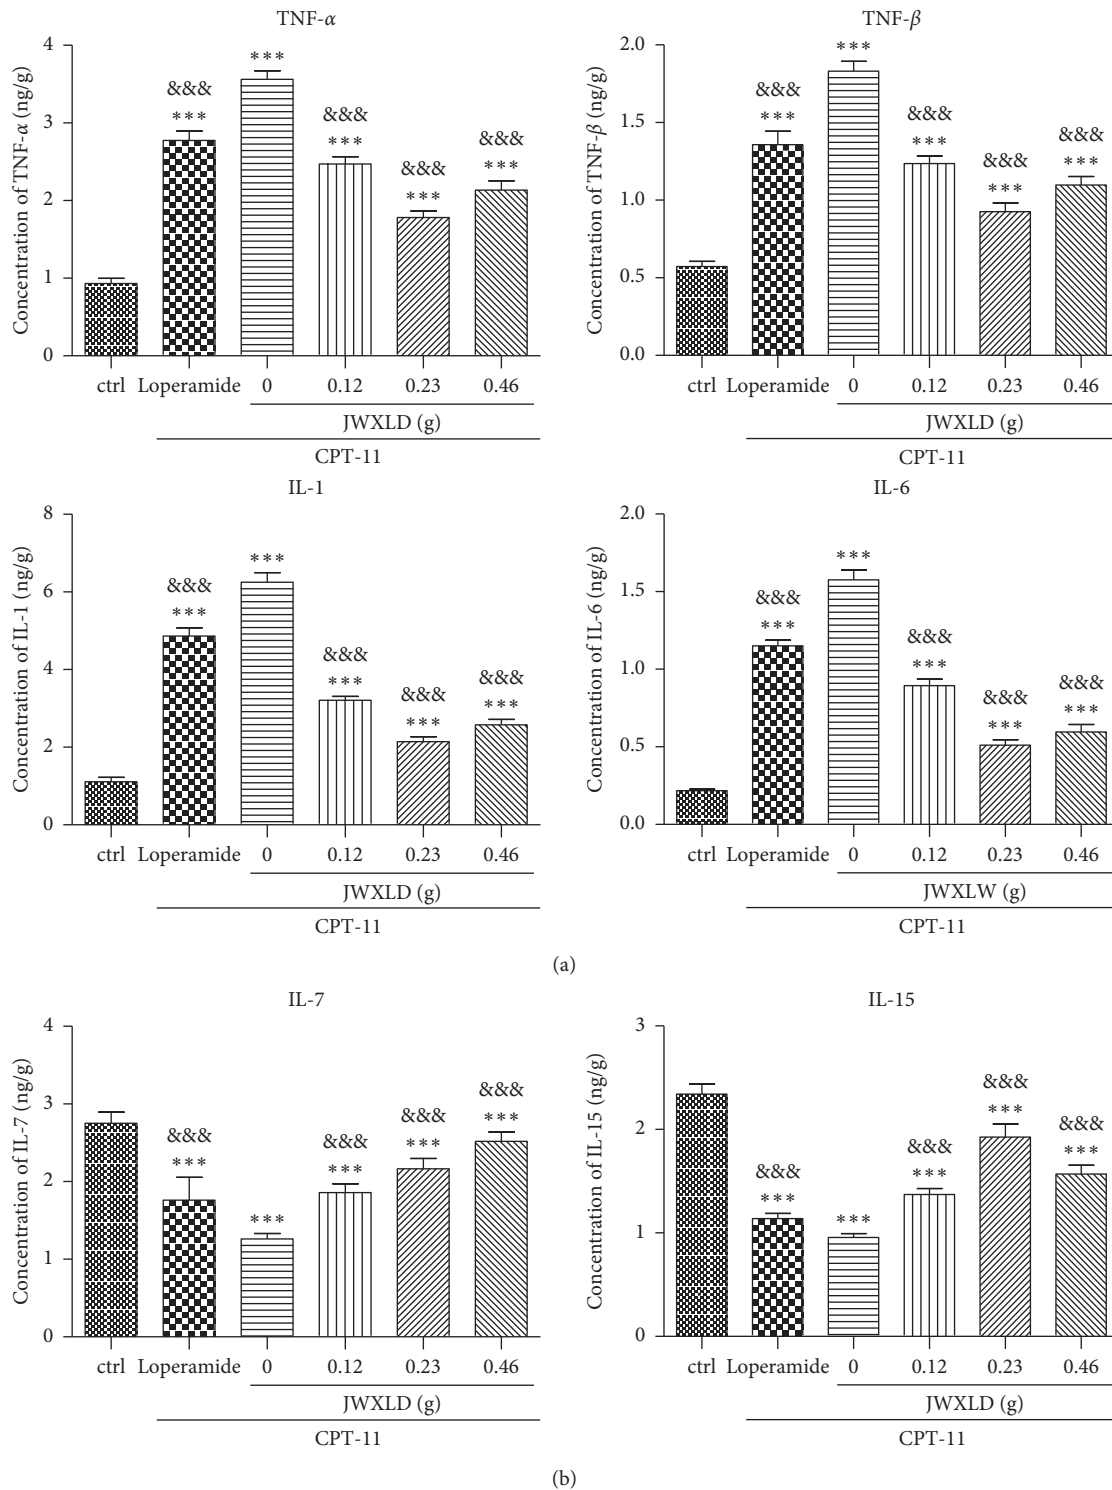 TNF-α
Concentration of TNF-α (ng/g)
4
3
2
1
0
***
&&&
***
&&&
***
&&&
***
&&&
***
ctrl Loperamide 0 0.12 0.23 0.46
JWXLD (g)
CPT-11
TNF-β
Concentration of TNF-β (ng/g)
2.0
1.5
1.0
0.5
0.0
***
&&&
***
&&&
***
&&&
***
&&&
***
ctrl Loperamide 0 0.12 0.23 0.46
JWXLD (g)
CPT-11
IL-1
Concentration of IL-1 (ng/g)
8
6
4
2
0
***
&&&
***
&&&
***
&&&
***
&&&
***
ctrl Loperamide 0 0.12 0.23 0.46
JWXLD (g)
CPT-11
IL-6
Concentration of IL-6 (ng/g)
2.0
1.5
1.0
0.5
0.0
***
&&&
***
&&&
***
&&&
***
&&&
***
ctrl Loperamide 0 0.12 0.23 0.46
JWXLW (g)
CPT-11
(a)
IL-7
Concentration of IL-7 (ng/g)
4
3
2
1
0
&&&
***
***
&&&
***
&&&
***
&&&
***
ctrl Loperamide 0 0.12 0.23 0.46
JWXLD (g)
CPT-11
IL-15
Concentration of IL-15 (ng/g)
3
2
1
0
&&&
***
***
&&&
***
&&&
***
&&&
***
ctrl Loperamide 0 0.12 0.23 0.46
JWXLD (g)
CPT-11
(b)